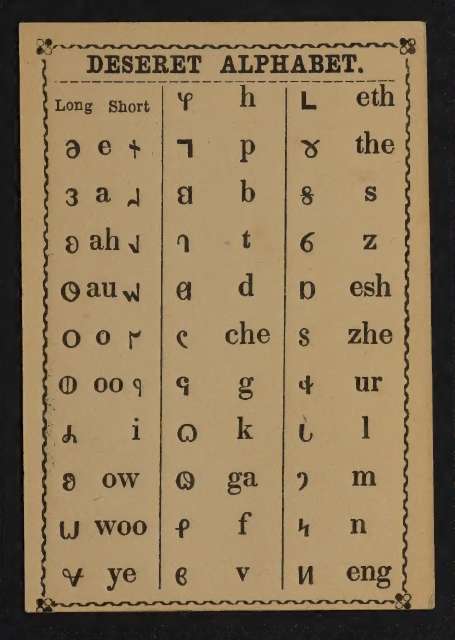 DESERET ALPHABET.
Long Short
𐐨 e 𐐮
𐐩 a 𐐯
𐐪 ah 𐐰
𐐫 au 𐐱
𐐬 o 𐐲
𐐭 oo 𐐳
𐐴 i
𐐵 ow
𐐶 woo
𐐷 ye
𐐸 h
𐐹 p
𐐺 b
𐐻 t
𐐼 d
𐐽 che
𐐾 g
𐐿 k
𐑀 ga
𐑁 f
𐑂 v
𐑃 eth
𐑄 the
𐑅 s
𐑆 z
𐑇 esh
𐑈 zhe
𐑉 ur
𐑊 l
𐑋 m
𐑌 n
𐑍 eng